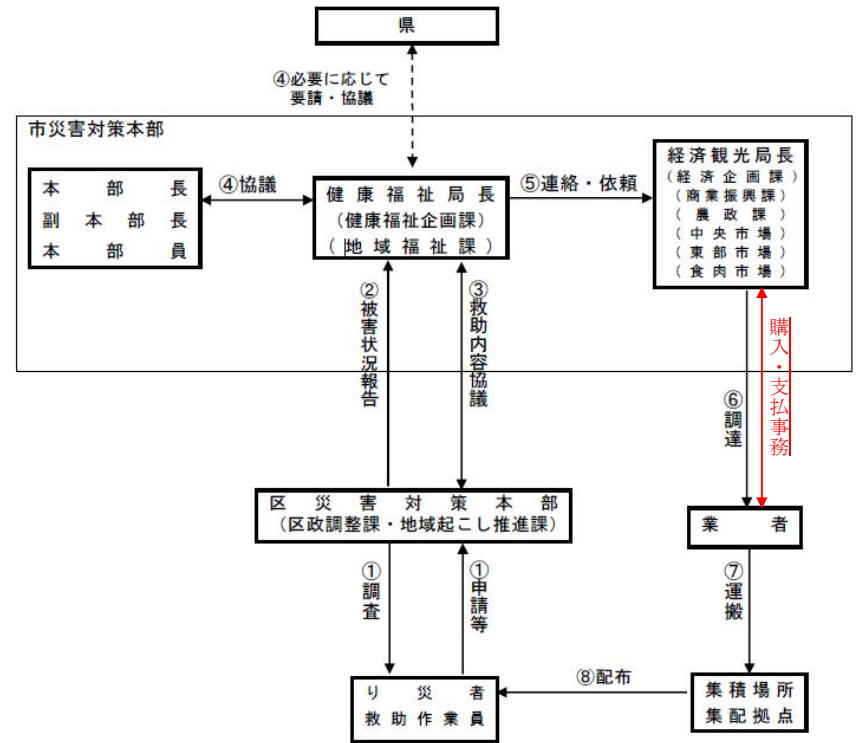 県
④必要に応じて
要請・協議
市災害対策本部
本部長
副本部長
本部員
④協議
健康福祉局長
(健康福祉企画課)
(地域福祉課)
⑤連絡・依頼
経済観光局長
(経済企画課)
(商業振興課)
(農政課)
(中央市場)
(東部市場)
(食肉市場)
②被害状況報告
③救助内容協議
購入・支払事務
⑥調達
区災害対策本部
(区政調整課・地域起こし推進課)
業者
①調査
①申請等
⑦運搬
り災者
救助作業員
⑧配布
集積場所
集配拠点